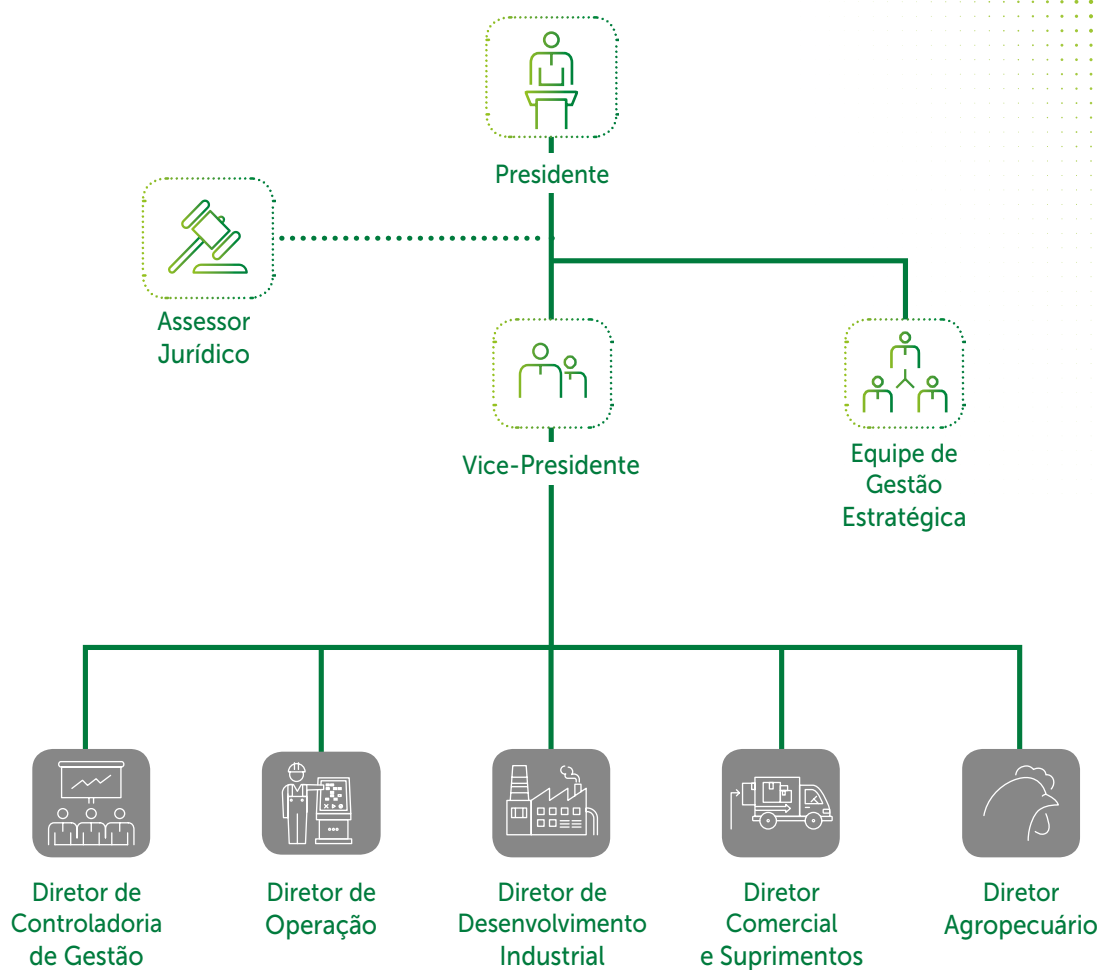 Presidente
Assessor
Jurídico
Vice-Presidente
Equipe de
Gestão
Estratégica
Diretor de
Controladoria
de Gestão
Diretor de
Operação
Diretor de
Desenvolvimento
Industrial
Diretor
Comercial
e Suprimentos
Diretor
Agropecuário